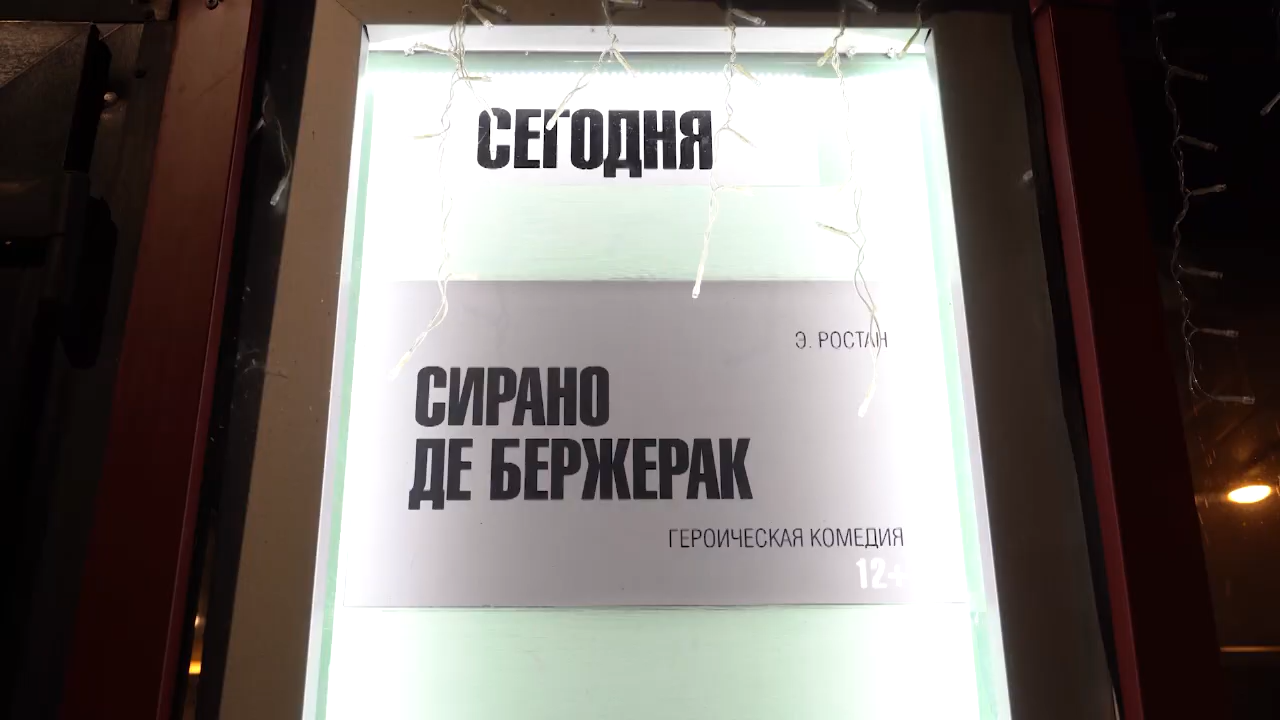 СЕГОДНЯ
Э. РОСТАН
СИРАНО
ДЕ БЕРЖЕРАК
ГЕРОИЧЕСКАЯ КОМЕДИЯ
12+